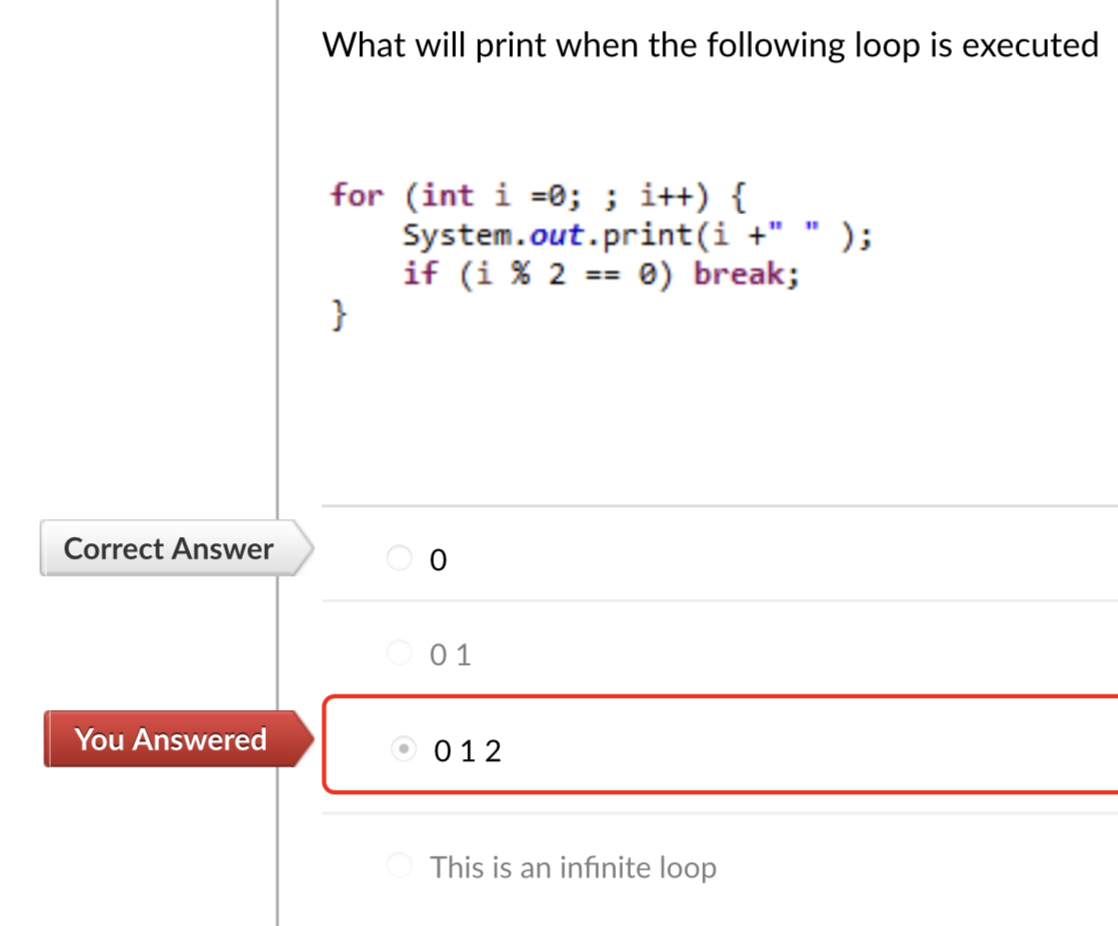 What will print when the following loop is executed
for (int i =0; ; i++) {
System.out.print(i +" " );
if (i % 2 == 0) break;
}
Correct Answer
0
0 1
You Answered
0 1 2
This is an infinite loop